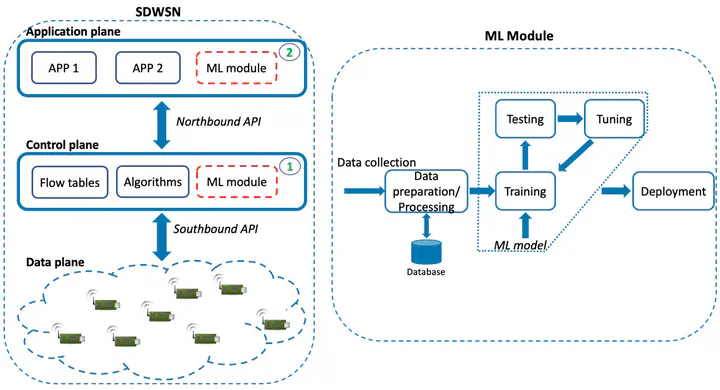 SDWSN
Application plane
APP 1
APP 2
ML module
2
Northbound API
Control plane
Flow tables
Algorithms
ML module
1
Southbound API
Data plane
ML Module
Data collection
Data
preparation/
Processing
Database
Testing
Tuning
Training
ML model
Deployment